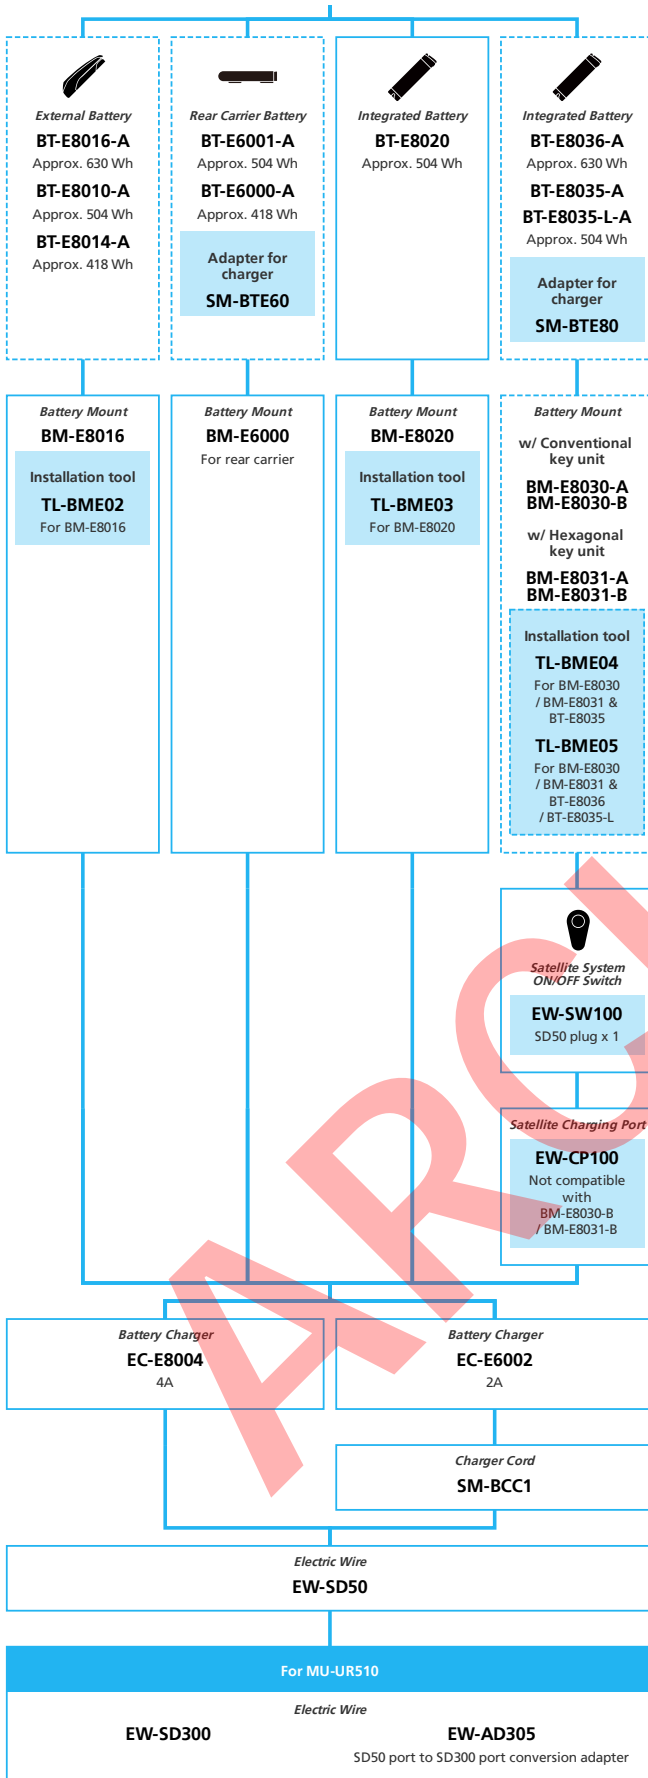 External Battery
BT-E8016-A
Approx. 630 Wh
BT-E8010-A
Approx. 504 Wh
BT-E8014-A
Approx. 418 Wh
Rear Carrier Battery
BT-E6001-A
Approx. 504 Wh
BT-E6000-A
Approx. 418 Wh
Adapter for
charger
SM-BTE60
Integrated Battery
BT-E8020
Approx. 504 Wh
Integrated Battery
BT-E8036-A
Approx. 630 Wh
BT-E8035-A
BT-E8035-L-A
Approx. 504 Wh
Adapter for
charger
SM-BTE80
Battery Mount
BM-E8016
Installation tool
TL-BME02
For BM-E8016
Battery Mount
BM-E6000
For rear carrier
Battery Mount
BM-E8020
Installation tool
TL-BME03
For BM-E8020
Battery Mount
w/ Conventional
key unit
BM-E8030-A
BM-E8030-B
w/ Hexagonal
key unit
BM-E8031-A
BM-E8031-B
Installation tool
TL-BME04
For BM-E8030
/ BM-E8031 &
BT-E8035
TL-BME05
For BM-E8030
/ BM-E8031 &
BT-E8036
/ BT-E8035-L
Satellite System
ON/OFF Switch
EW-SW100
SD50 plug x 1
Satellite Charging Port
EW-CP100
Not compatible
with
BM-E8030-B
/ BM-E8031-B
Battery Charger
EC-E8004
4A
Battery Charger
EC-E6002
2A
Charger Cord
SM-BCC1
Electric Wire
EW-SD50
For MU-UR510
Electric Wire
EW-SD300
EW-AD305
SD50 port to SD300 port conversion adapter